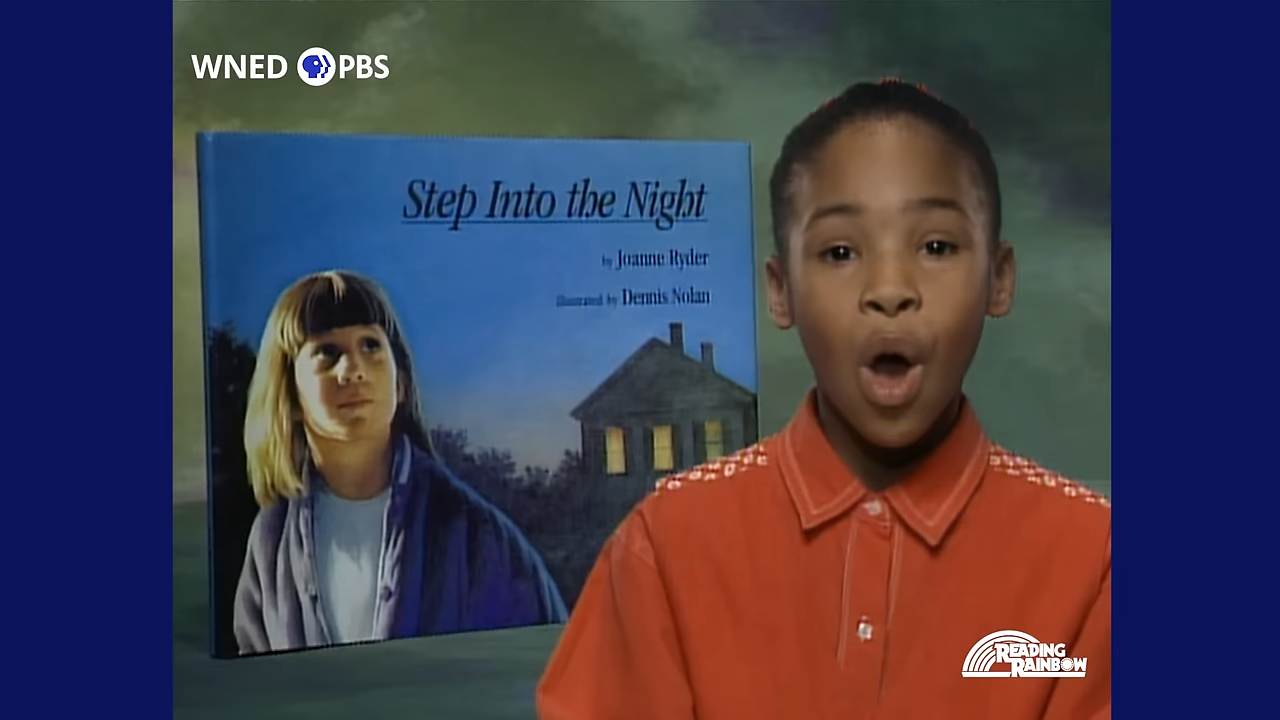 WNED PBS
Step Into the Night
by Joanne Ryder
illustrated by Dennis Nolan
READING
RAINBOW